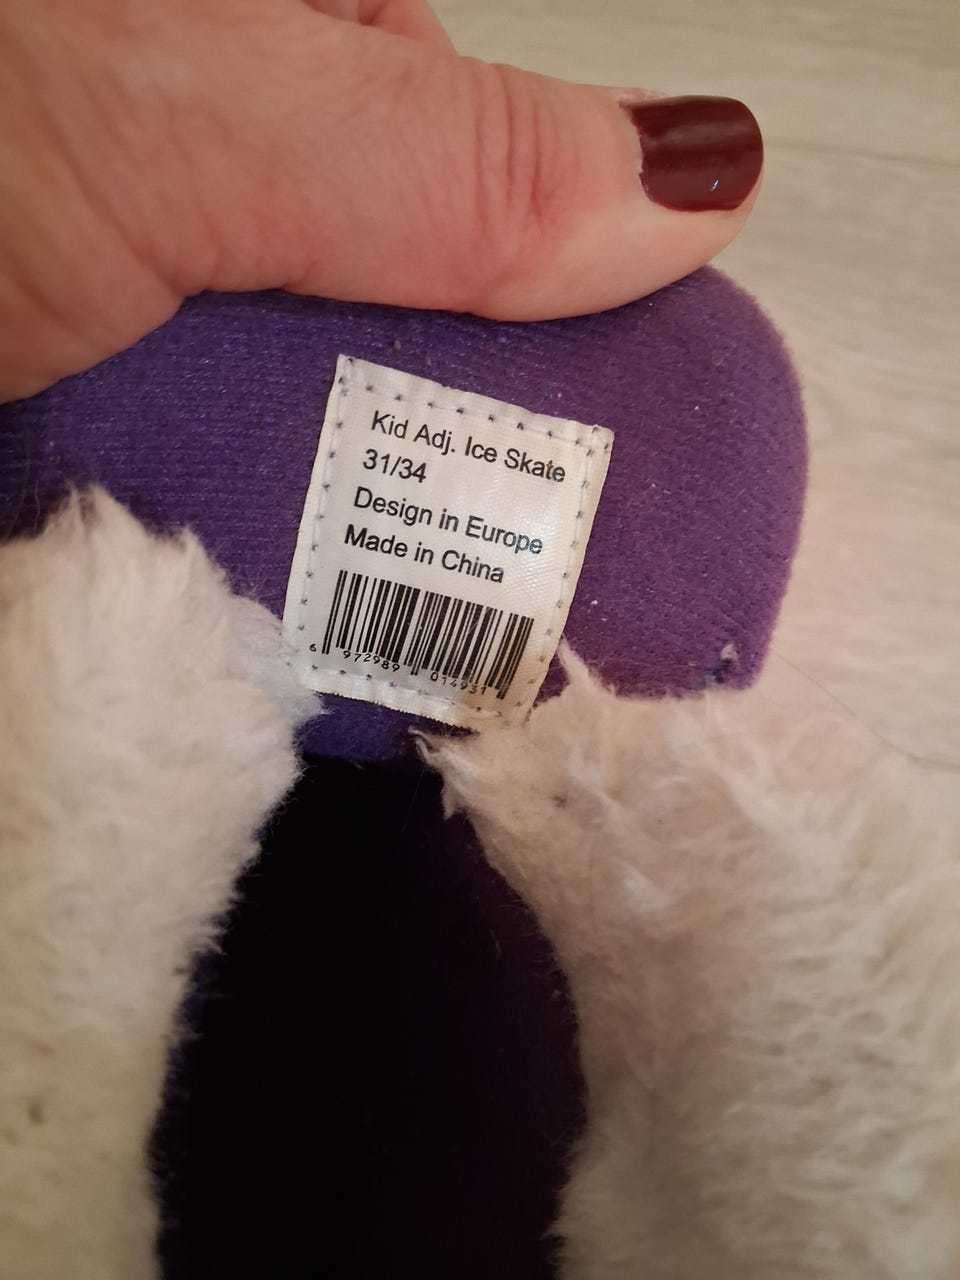 Kid Adj. Ice Skate
31/34
Design in Europe
Made in China
6 972989 014931